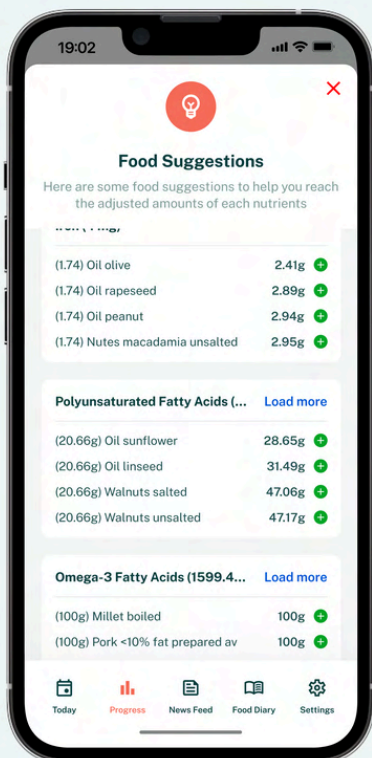 19:02
Food Suggestions
Here are some food suggestions to help you reach
the adjusted amounts of each nutrients
(1.74) Oil olive 2.41g
(1.74) Oil rapeseed 2.89g
(1.74) Oil peanut 2.94g
(1.74) Nutes macadamia unsalted 2.95g
Polyunsaturated Fatty Acids (... Load more
(20.66g) Oil sunflower 28.65g
(20.66g) Oil linseed 31.49g
(20.66g) Walnuts salted 47.06g
(20.66g) Walnuts unsalted 47.17g
Omega-3 Fatty Acids (1599.4... Load more
(100g) Millet boiled 100g
(100g) Pork <10% fat prepared av 100g
Today Progress News Feed Food Diary Settings